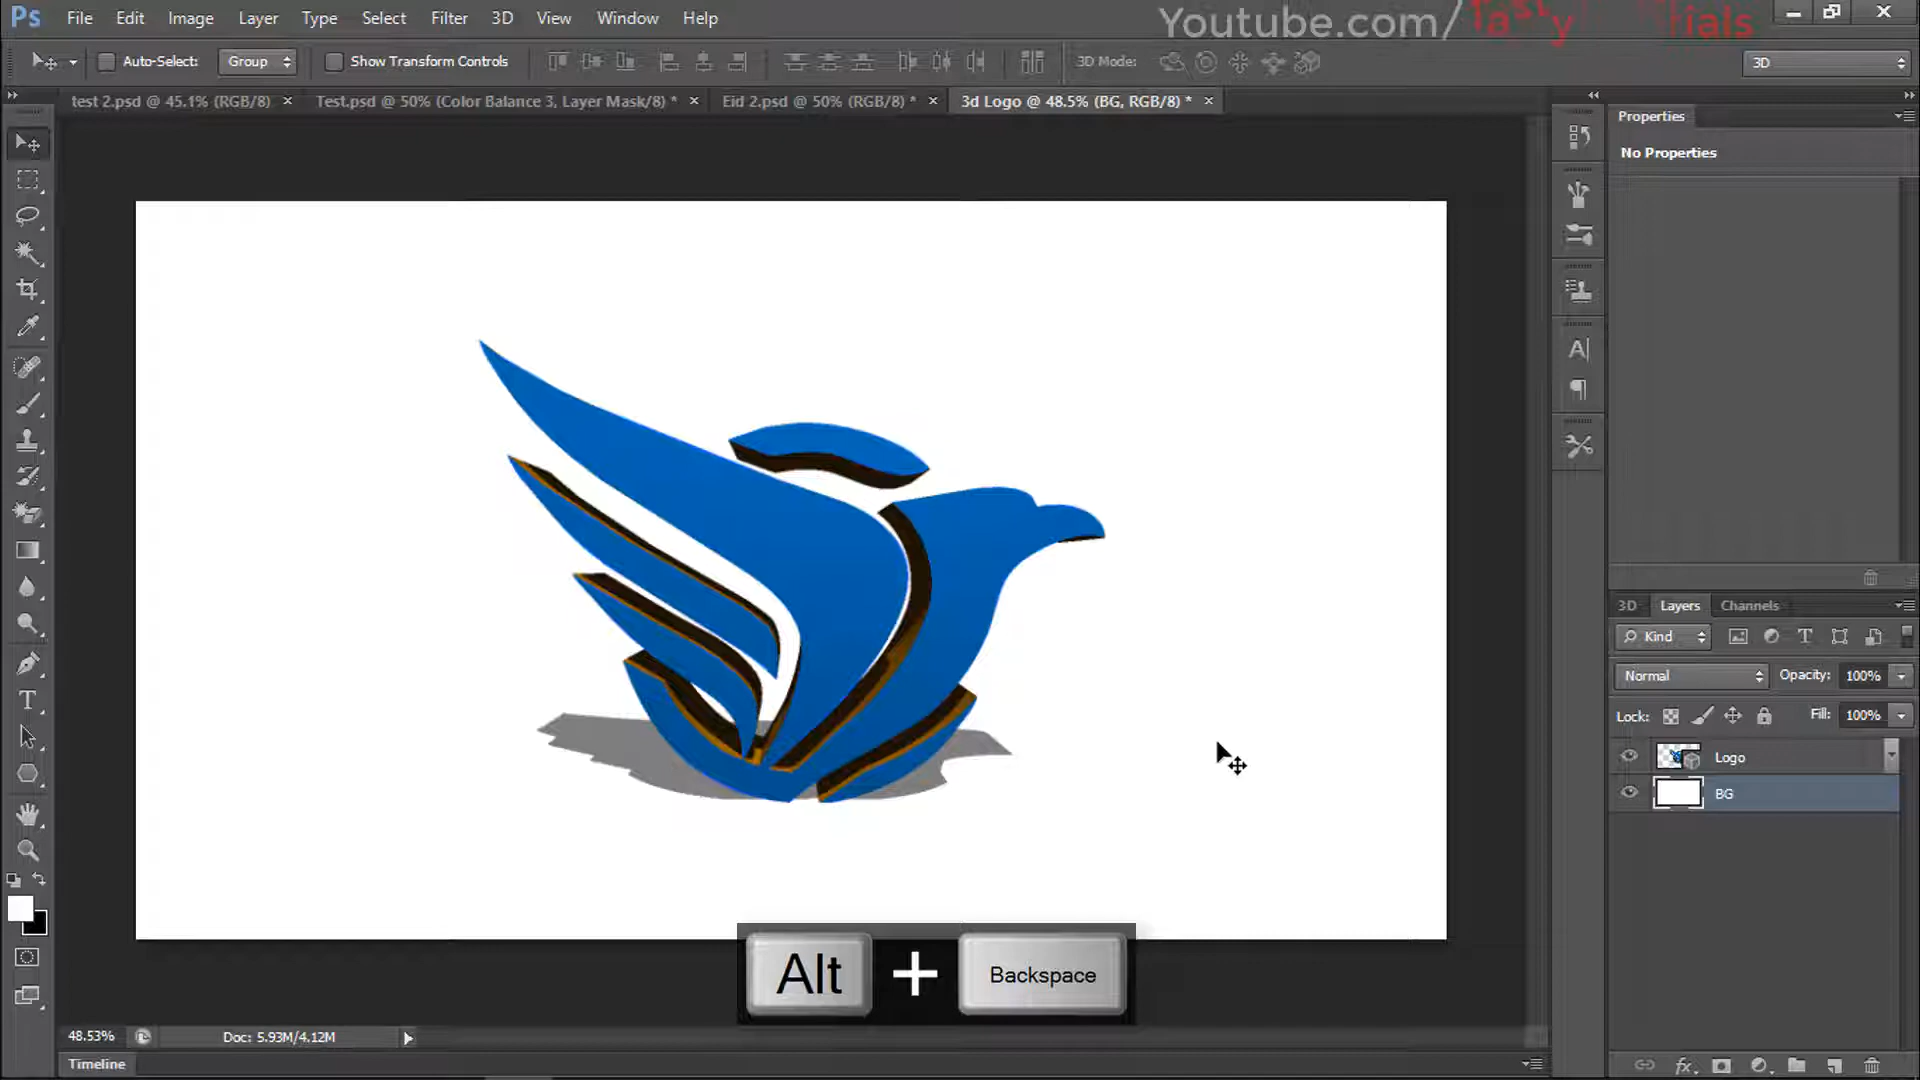 Ps File Edit Image Layer Type Select Filter 3D View Window Help
Youtube.com/Tasty
Auto-Select: Group Show Transform Controls 3D Mode: 3D
test 2.psd @ 45.1% (RGB/8) × Test.psd @ 50% (Color Balance 3, Layer Mask/8) * × Eid 2.psd @ 50% (RGB/8) * × 3d Logo @ 48.5% (BG, RGB/8) * ×
Properties
No Properties
3D Layers Channels
Kind
Normal Opacity: 100%
Lock: Fill: 100%
Logo
BG
Alt + Backspace
48.53% Doc: 5.93M/4.12M
Timeline